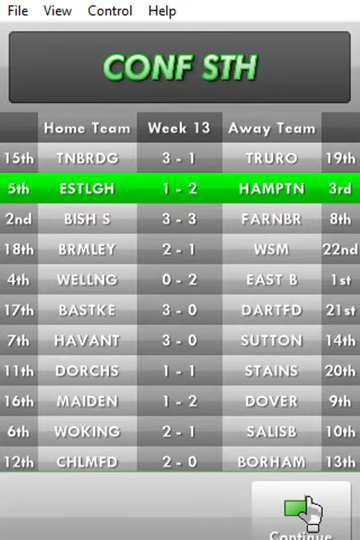 File View Control Help
CONF STH
Home Team Week 13 Away Team
15th TNBRDG 3 - 1 TRURO 19th
5th ESTLGH 1 - 2 HAMPTN 3rd
2nd BISH S 3 - 3 FARNBR 8th
18th BRMLEY 2 - 1 WSM 22nd
4th WELLNG 0 - 2 EAST B 1st
17th BASTKE 3 - 0 DARTFD 21st
7th HAVANT 3 - 0 SUTTON 14th
11th DORCHS 1 - 1 STAINS 20th
16th MAIDEN 1 - 2 DOVER 9th
6th WOKING 2 - 1 SALISB 10th
12th CHLMFD 2 - 0 BORHAM 13th
Continue